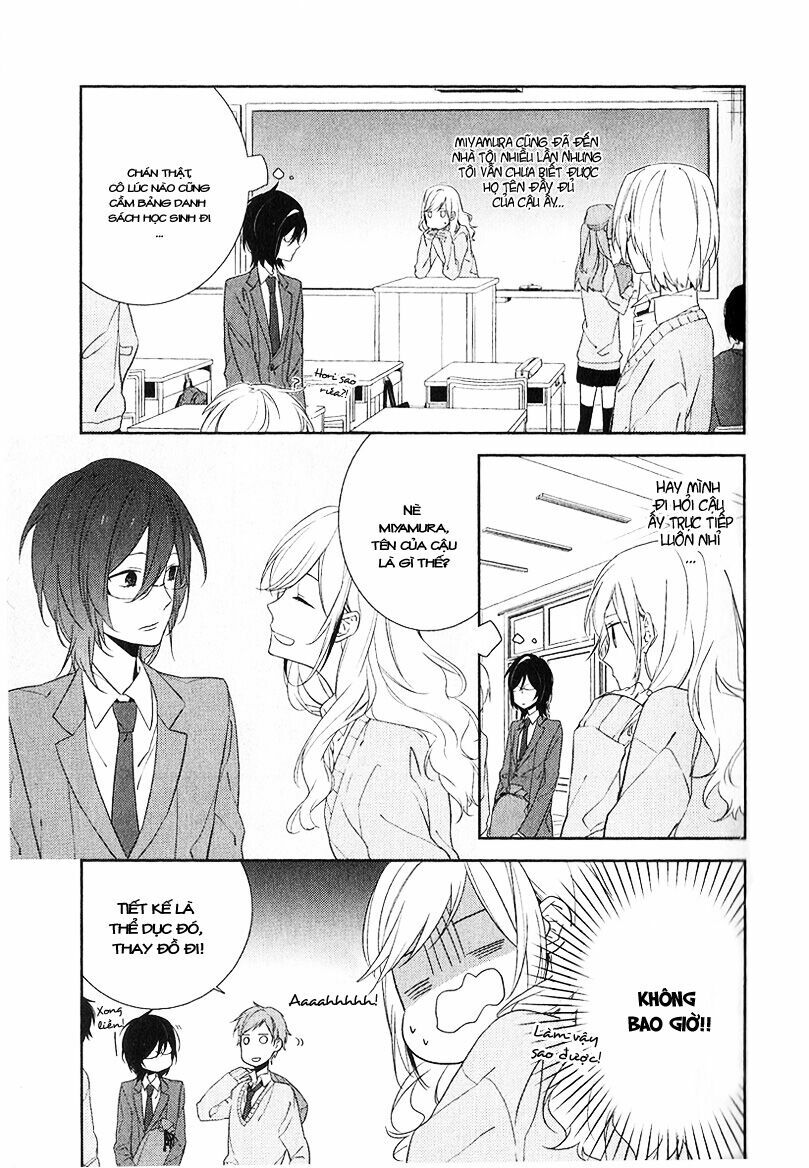 MIYAMURA CŨNG ĐÃ ĐẾN
NHÀ TÔI NHIỀU LẦN NHƯNG
TÔI VẪN CHƯA BIẾT ĐƯỢC
HỌ TÊN ĐẦY ĐỦ
CỦA CẬU ẤY...
CHÁN THẬT,
CÔ LÚC NÀO CŨNG
CẦM BẢNG DANH
SÁCH HỌC SINH ĐI
...
?
Hori sao
rứa?!
HAY MÌNH
ĐI HỎI CẬU
ẤY TRỰC TIẾP
LUÔN NHỈ
...
NÈ
MIYAMURA,
TÊN CỦA CẬU
LÀ GÌ THẾ?
KHÔNG
BAO GIỜ!!
Làm vậy
sao được!
Aaaahhhhh!
TIẾT KẾ LÀ
THỂ DỤC ĐÓ,
THAY ĐỒ ĐI!
Xong
liền!